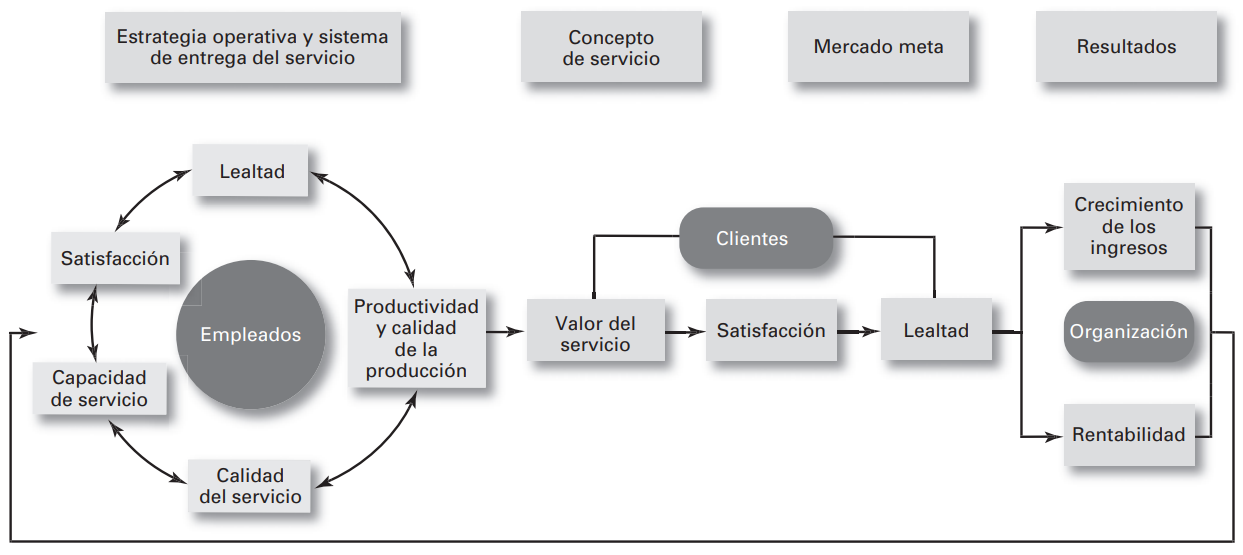 Estrategia operativa y sistema
de entrega del servicio
Concepto
de servicio
Mercado meta
Resultados
Lealtad
Satisfacción
Empleados
Capacidad
de servicio
Calidad
del servicio
Productividad
y calidad
de la
producción
Clientes
Valor del
servicio
Satisfacción
Lealtad
Crecimiento
de los
ingresos
Organización
Rentabilidad